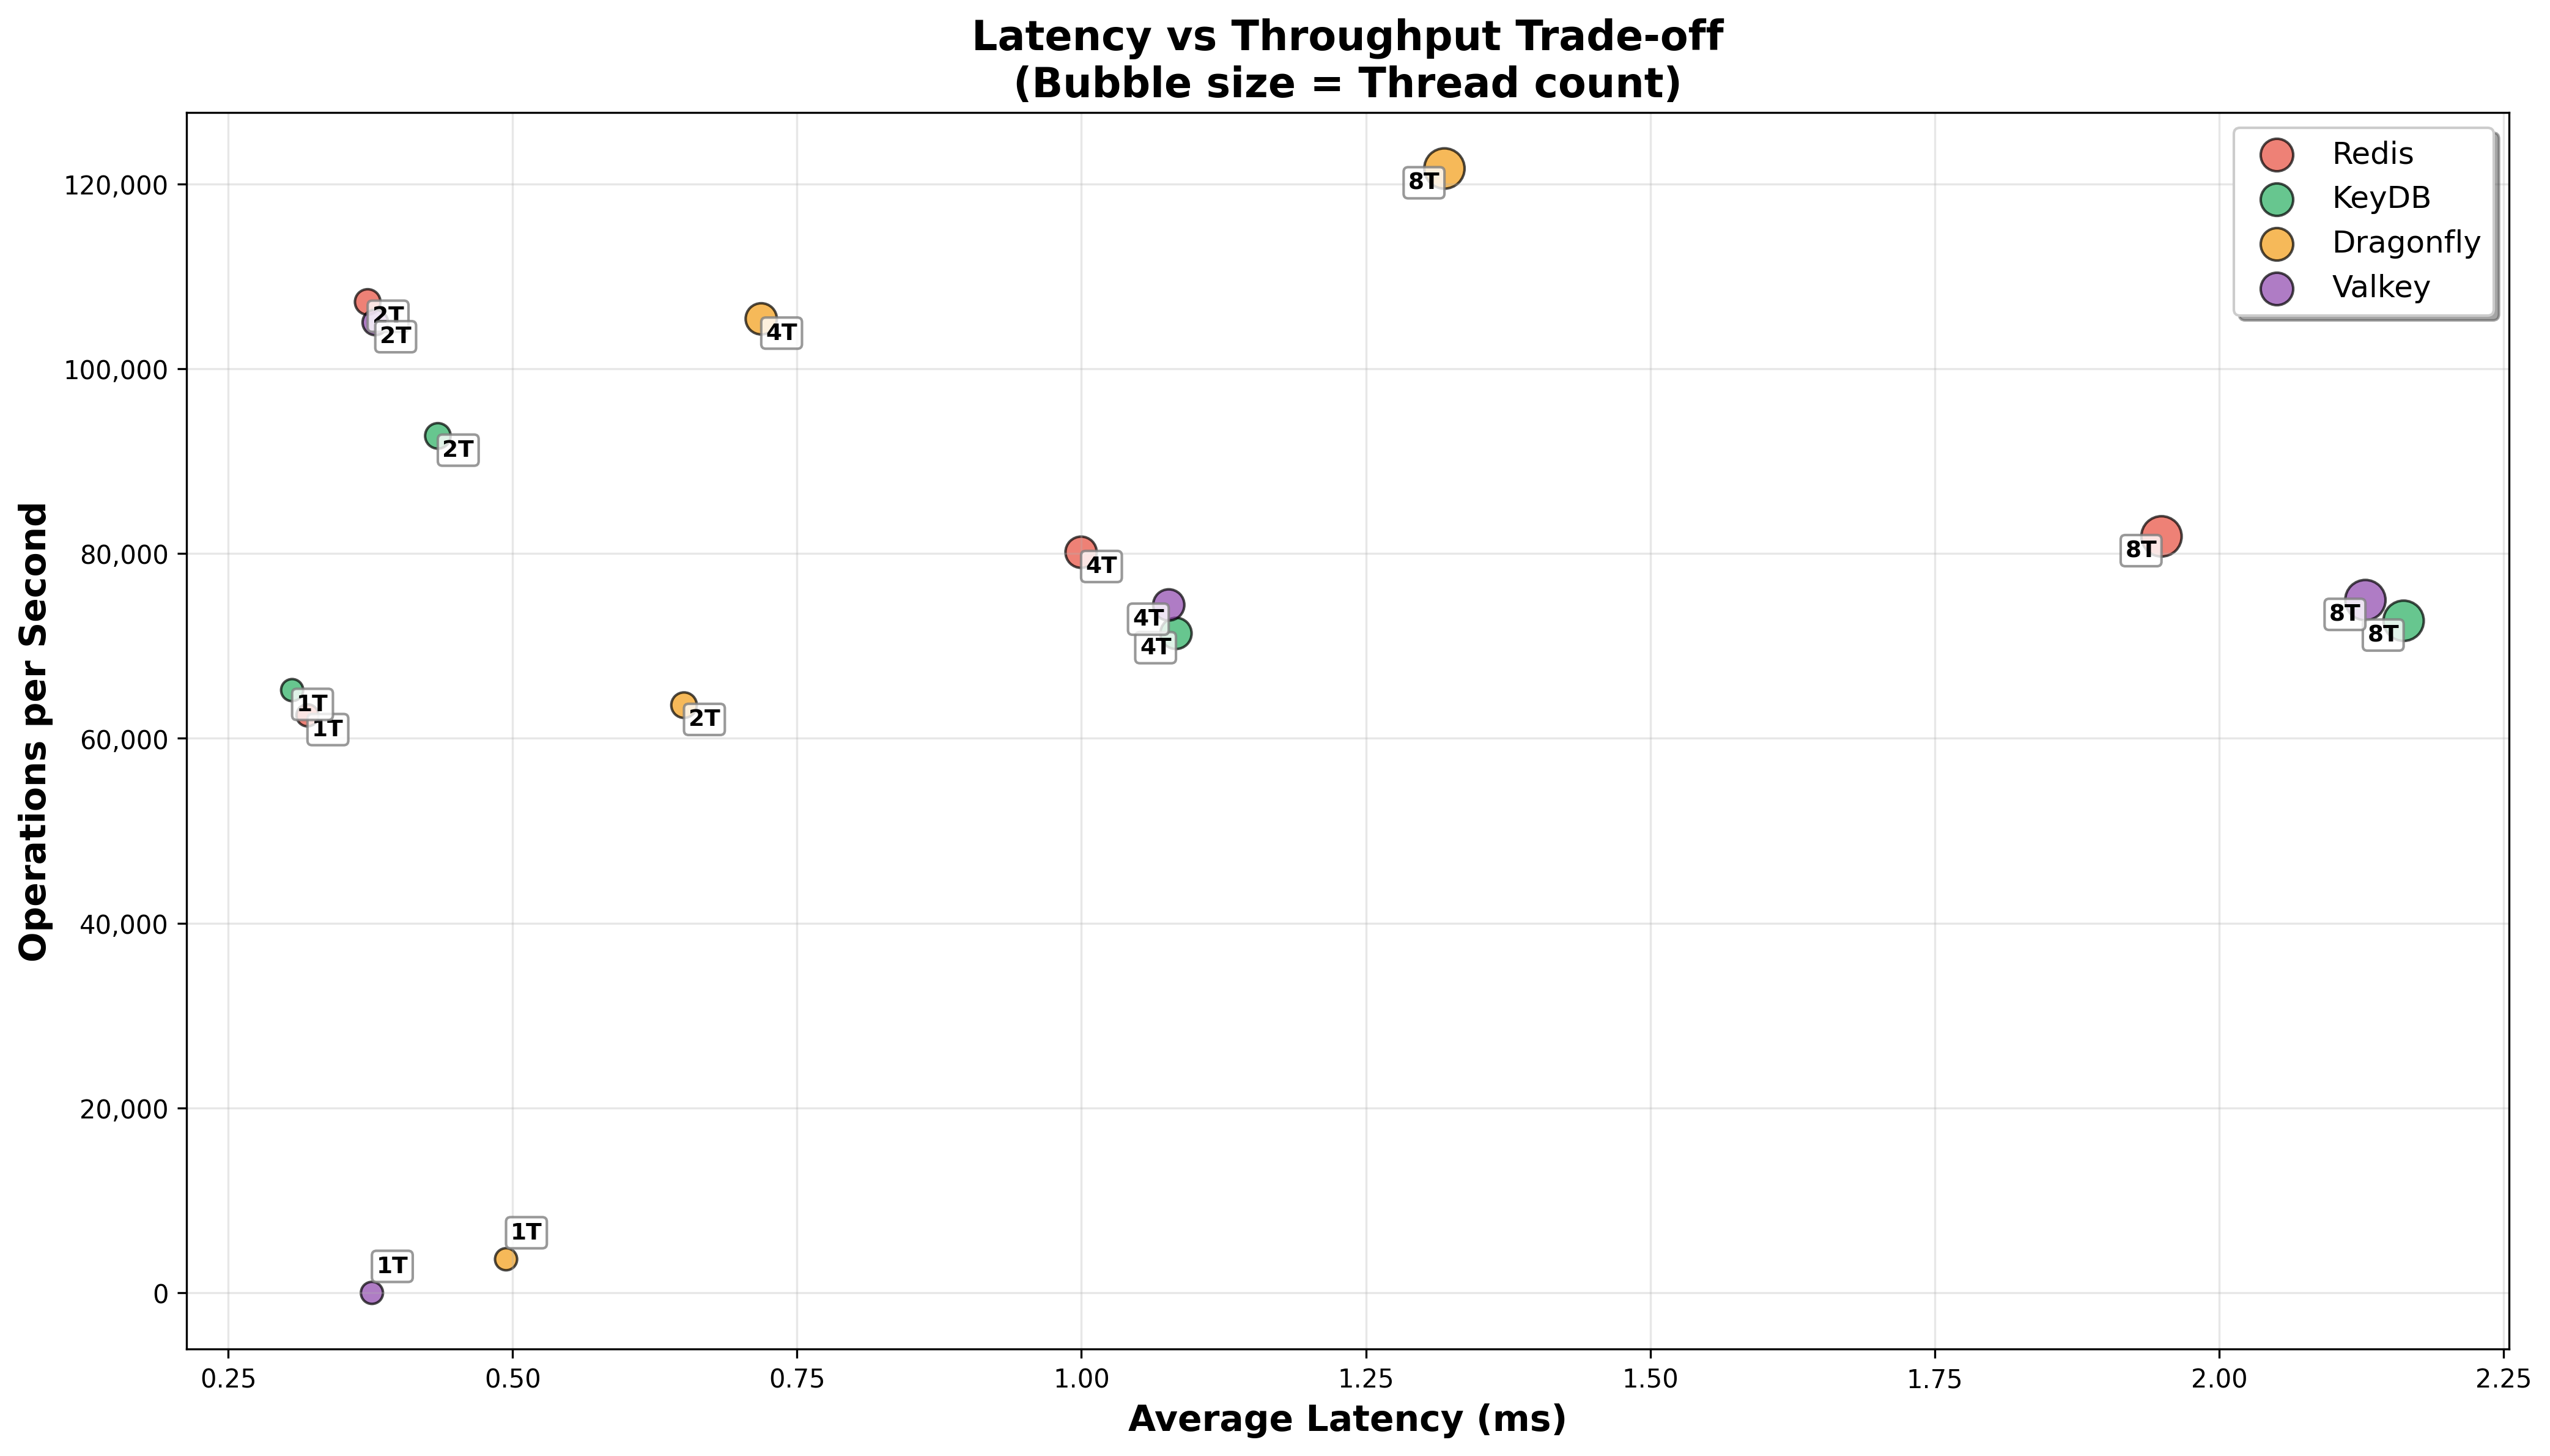 Latency vs Throughput Trade-off
(Bubble size = Thread count)
Redis
KeyDB
Dragonfly
Valkey
Operations per Second
120,000
100,000
80,000
60,000
40,000
20,000
0
8T
2T
2T
4T
2T
4T
8T
4T
4T
8T
8T
1T
1T
2T
1T
1T
0.25
0.50
0.75
1.00
1.25
1.50
1.75
2.00
2.25
Average Latency (ms)